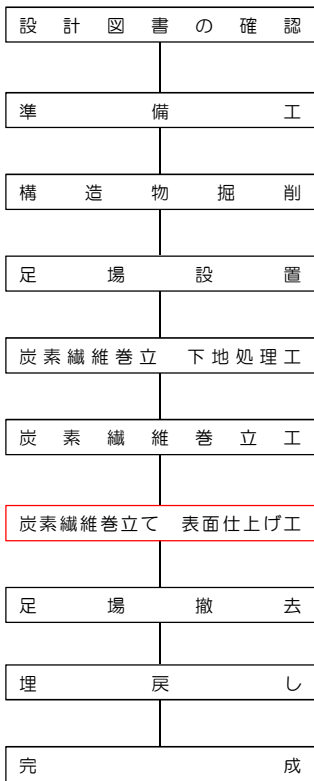 設計図書の確認
準備工
構造物掘削
足場設置
炭素繊維巻立 下地処理工
炭素繊維巻立工
炭素繊維巻立て 表面仕上げ工
足場撤去
埋戻し
完成